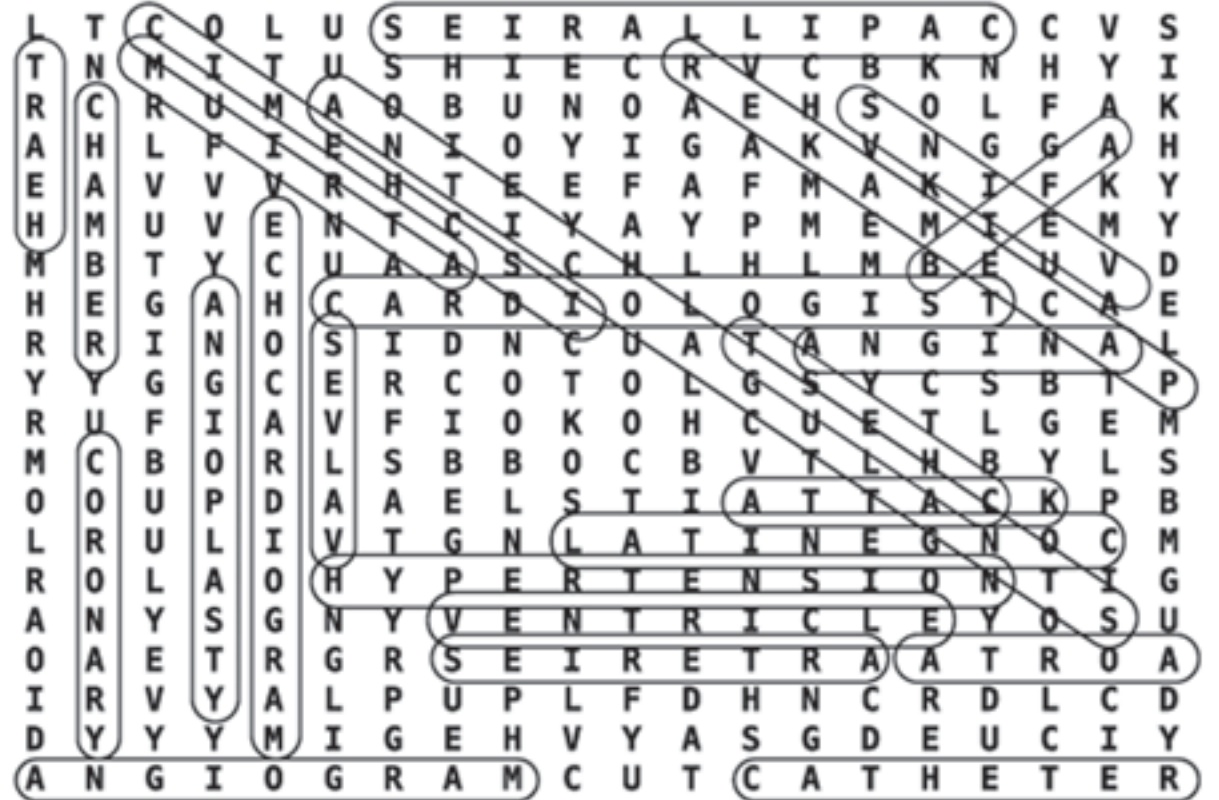 L T C O L U S E I R A L L I P A C C V S
T N M I T U S H I E C R V C B K N H Y I
R C R U M A O B U N O A E H S O L F A K
A H L F I E N I O Y I G A K V N G G A H
E A V V V R H T E E F A F M A K I F K Y
H M U V E N T C I Y A Y P M E M I E M Y
M B T Y C U A A S C H L H L M B E U V D
H E G A H C A R D I O L O G I S T C A E
R R I N O S I D N C U A T A N G I N A L
Y Y G G C E R C O T O L G S Y C S B T P
R U F I A V F I O K O H C U E T L G E M
M C B O R L S B B O C B V T L H B Y L S
O O U P D A A E L S T I A T T A C K P B
L R U L I V T G N L A T I N E G N O C M
R O L A O H Y P E R T E N S I O N T I G
A N Y S G N Y V E N T R I C L E Y O S U
O A E T R G R S E I R E T R A A T R O A
I R V Y A L P U P L F D H N C R D L C D
D Y Y Y M I G E H V Y A S G D E U C I Y
A N G I O G R A M C U T C A T H E T E R